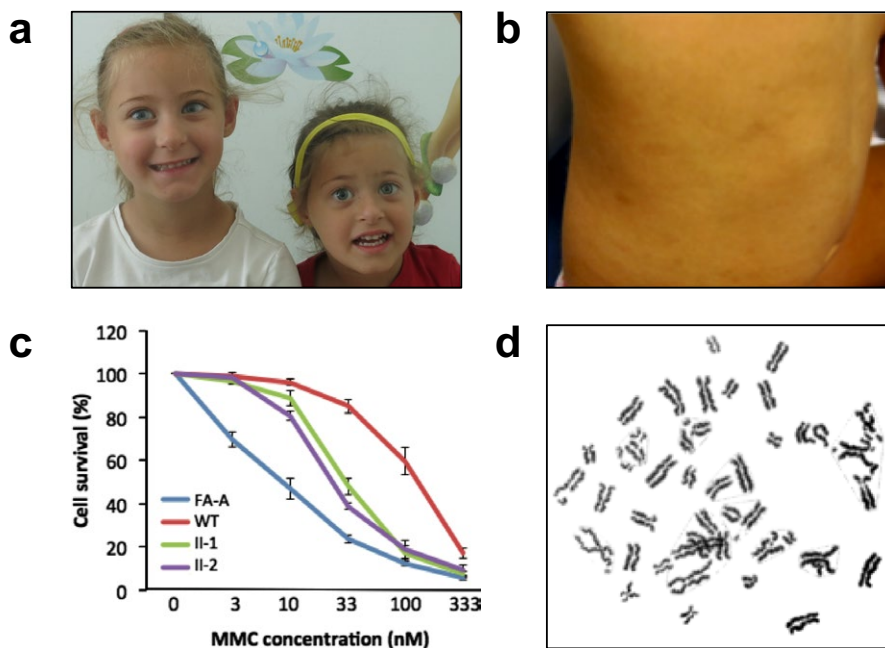 a
b
c
120
100
80
60
40
20
0
Cell survival (%)
FA-A
WT
II-1
II-2
0 3 10 33 100 333
MMC concentration (nM)
d